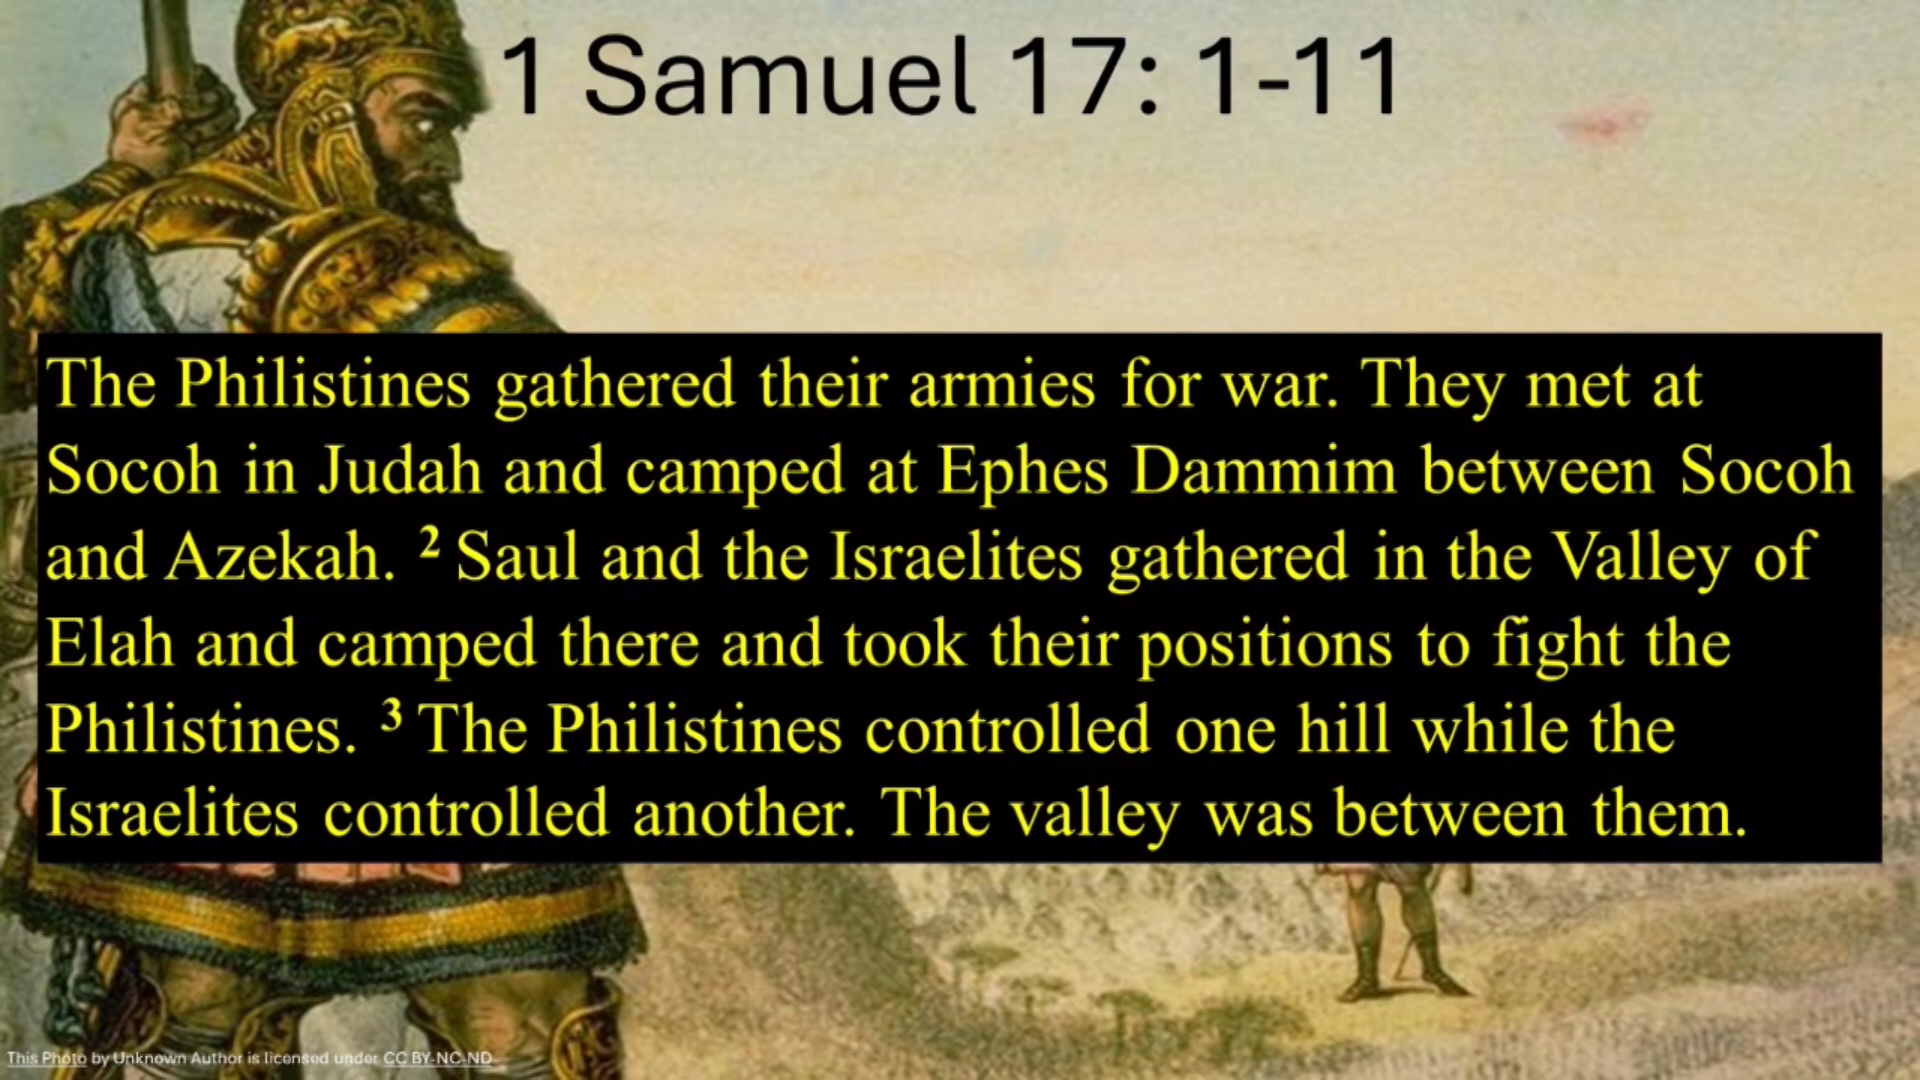 1 Samuel 17: 1-11
The Philistines gathered their armies for war. They met at
Socoh in Judah and camped at Ephes Dammim between Socoh
and Azekah. ² Saul and the Israelites gathered in the Valley of
Elah and camped there and took their positions to fight the
Philistines. ³ The Philistines controlled one hill while the
Israelites controlled another. The valley was between them.
This Photo by Unknown Author is licensed under CC BY-NC-ND